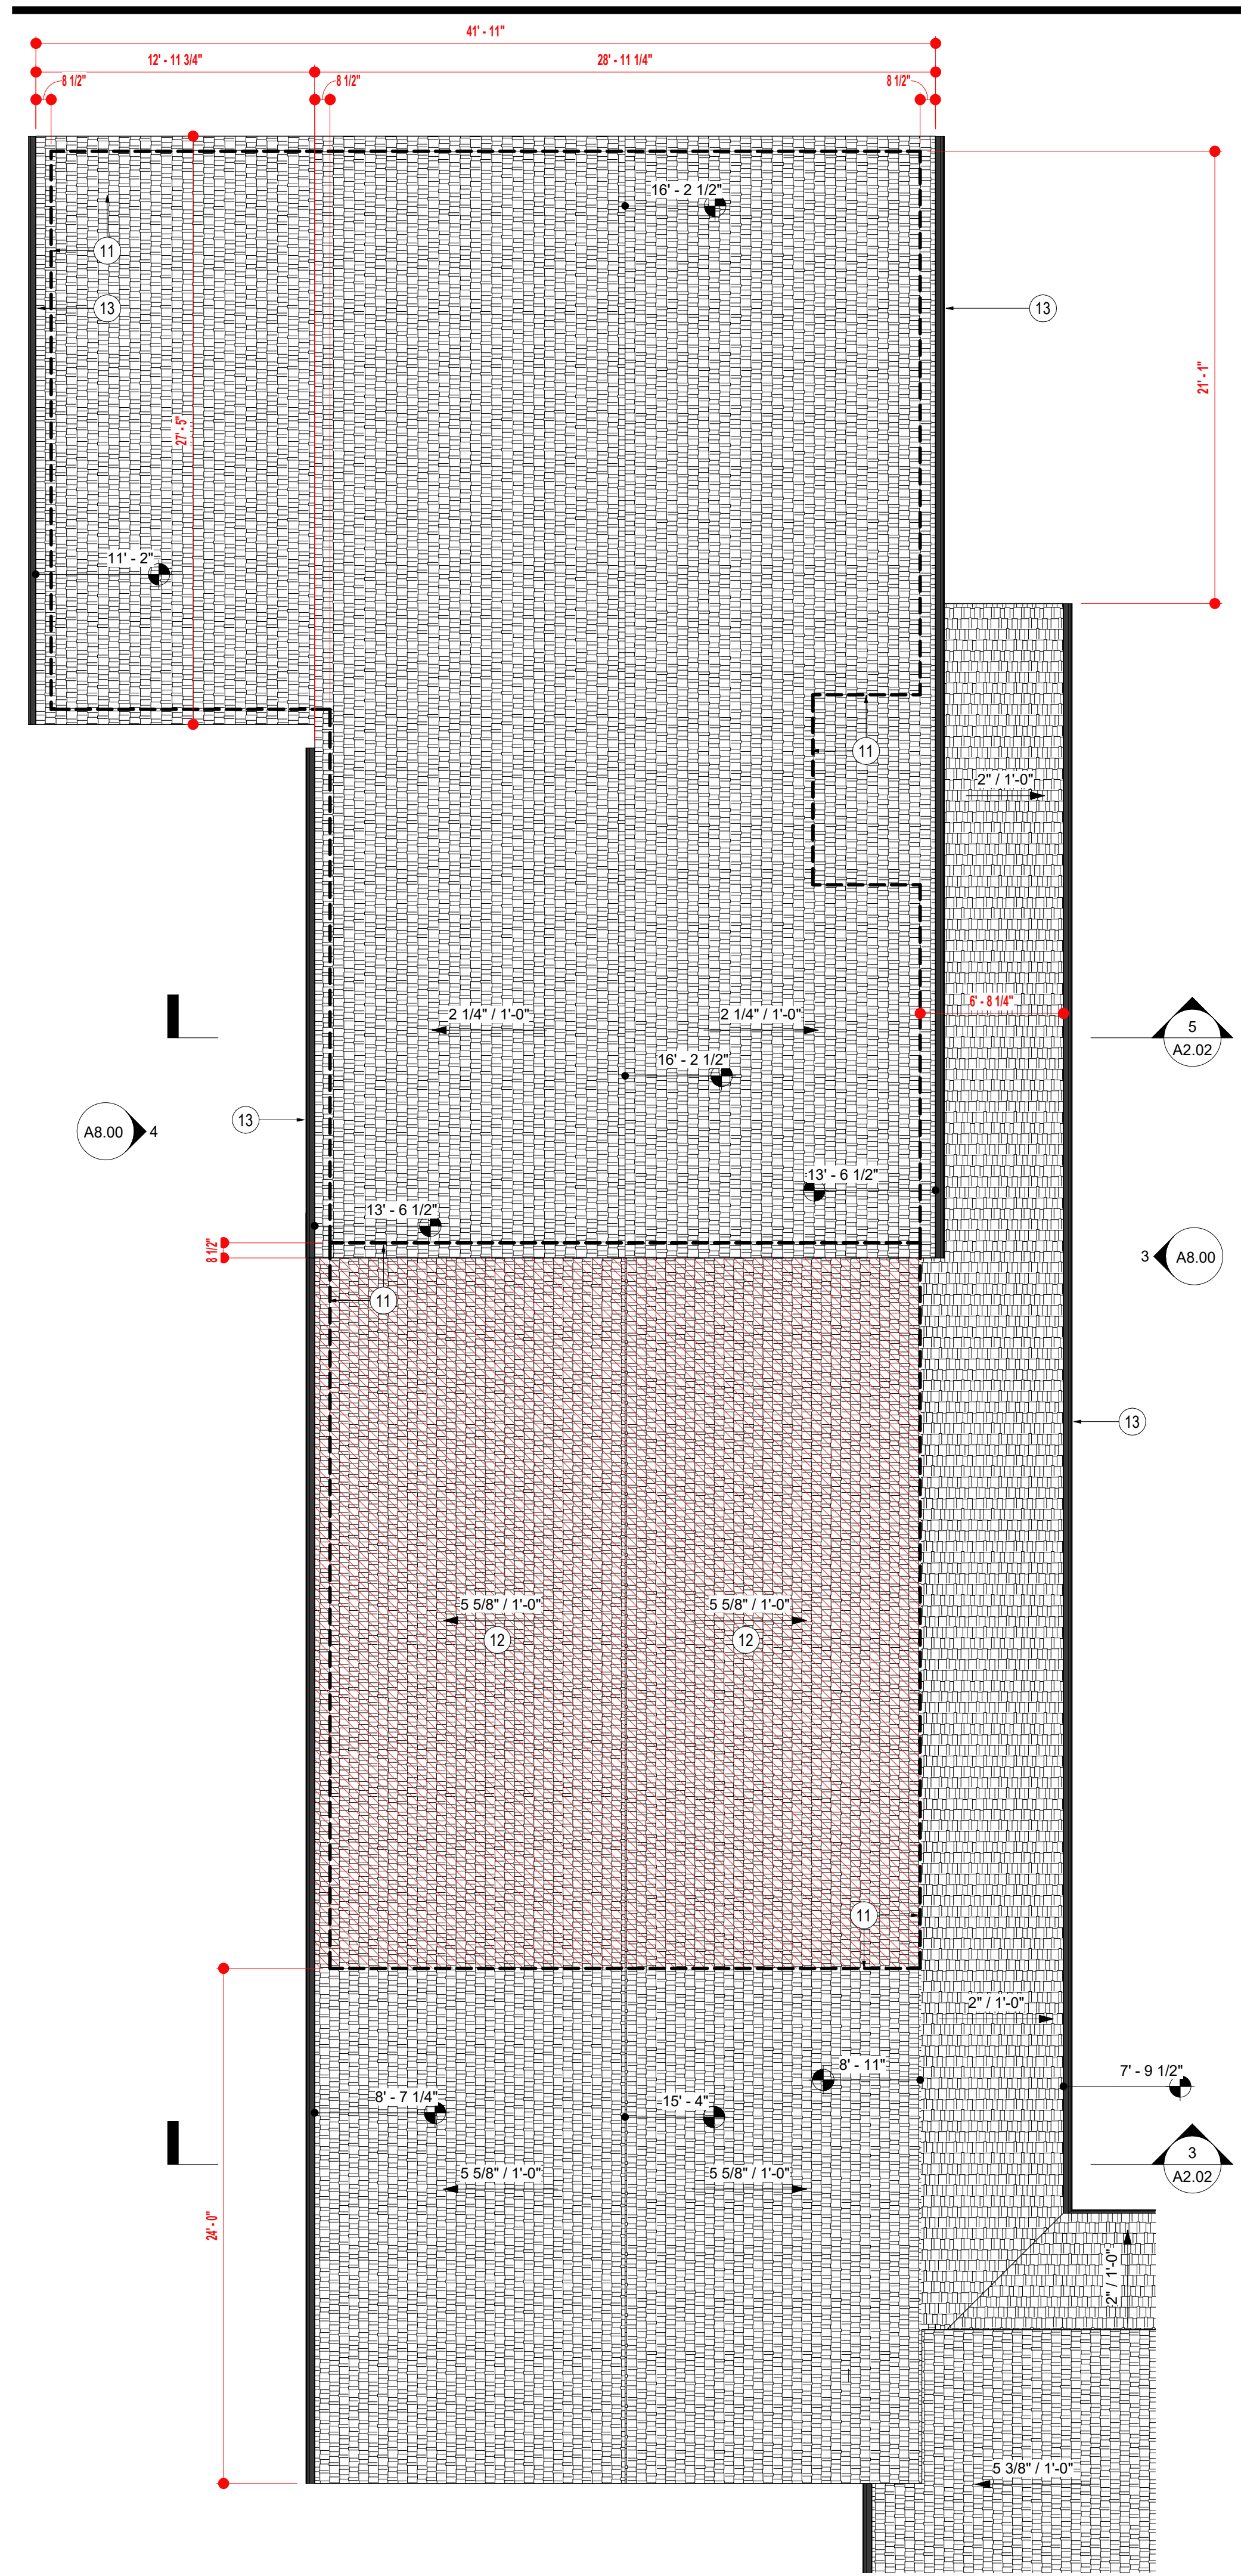 41' - 11"
12' - 11 3/4"
28' - 11 1/4"
8 1/2"
8 1/2"
8 1/2"
16' - 2 1/2"
11
13
13
21' - 1"
27' - 5"
11' - 2"
11
2" / 1'-0"
6' - 8 1/4"
2 1/4" / 1'-0"
2 1/4" / 1'-0"
5
A2.02
16' - 2 1/2"
13
A8.00
4
13' - 6 1/2"
13' - 6 1/2"
8 1/2"
3
A8.00
11
13
5 5/8" / 1'-0"
5 5/8" / 1'-0"
12
12
11
2" / 1'-0"
8' - 11"
7' - 9 1/2"
8' - 7 1/4"
15' - 4"
3
A2.02
5 5/8" / 1'-0"
5 5/8" / 1'-0"
24' - 0"
2" / 1'-0"
5 3/8" / 1'-0"